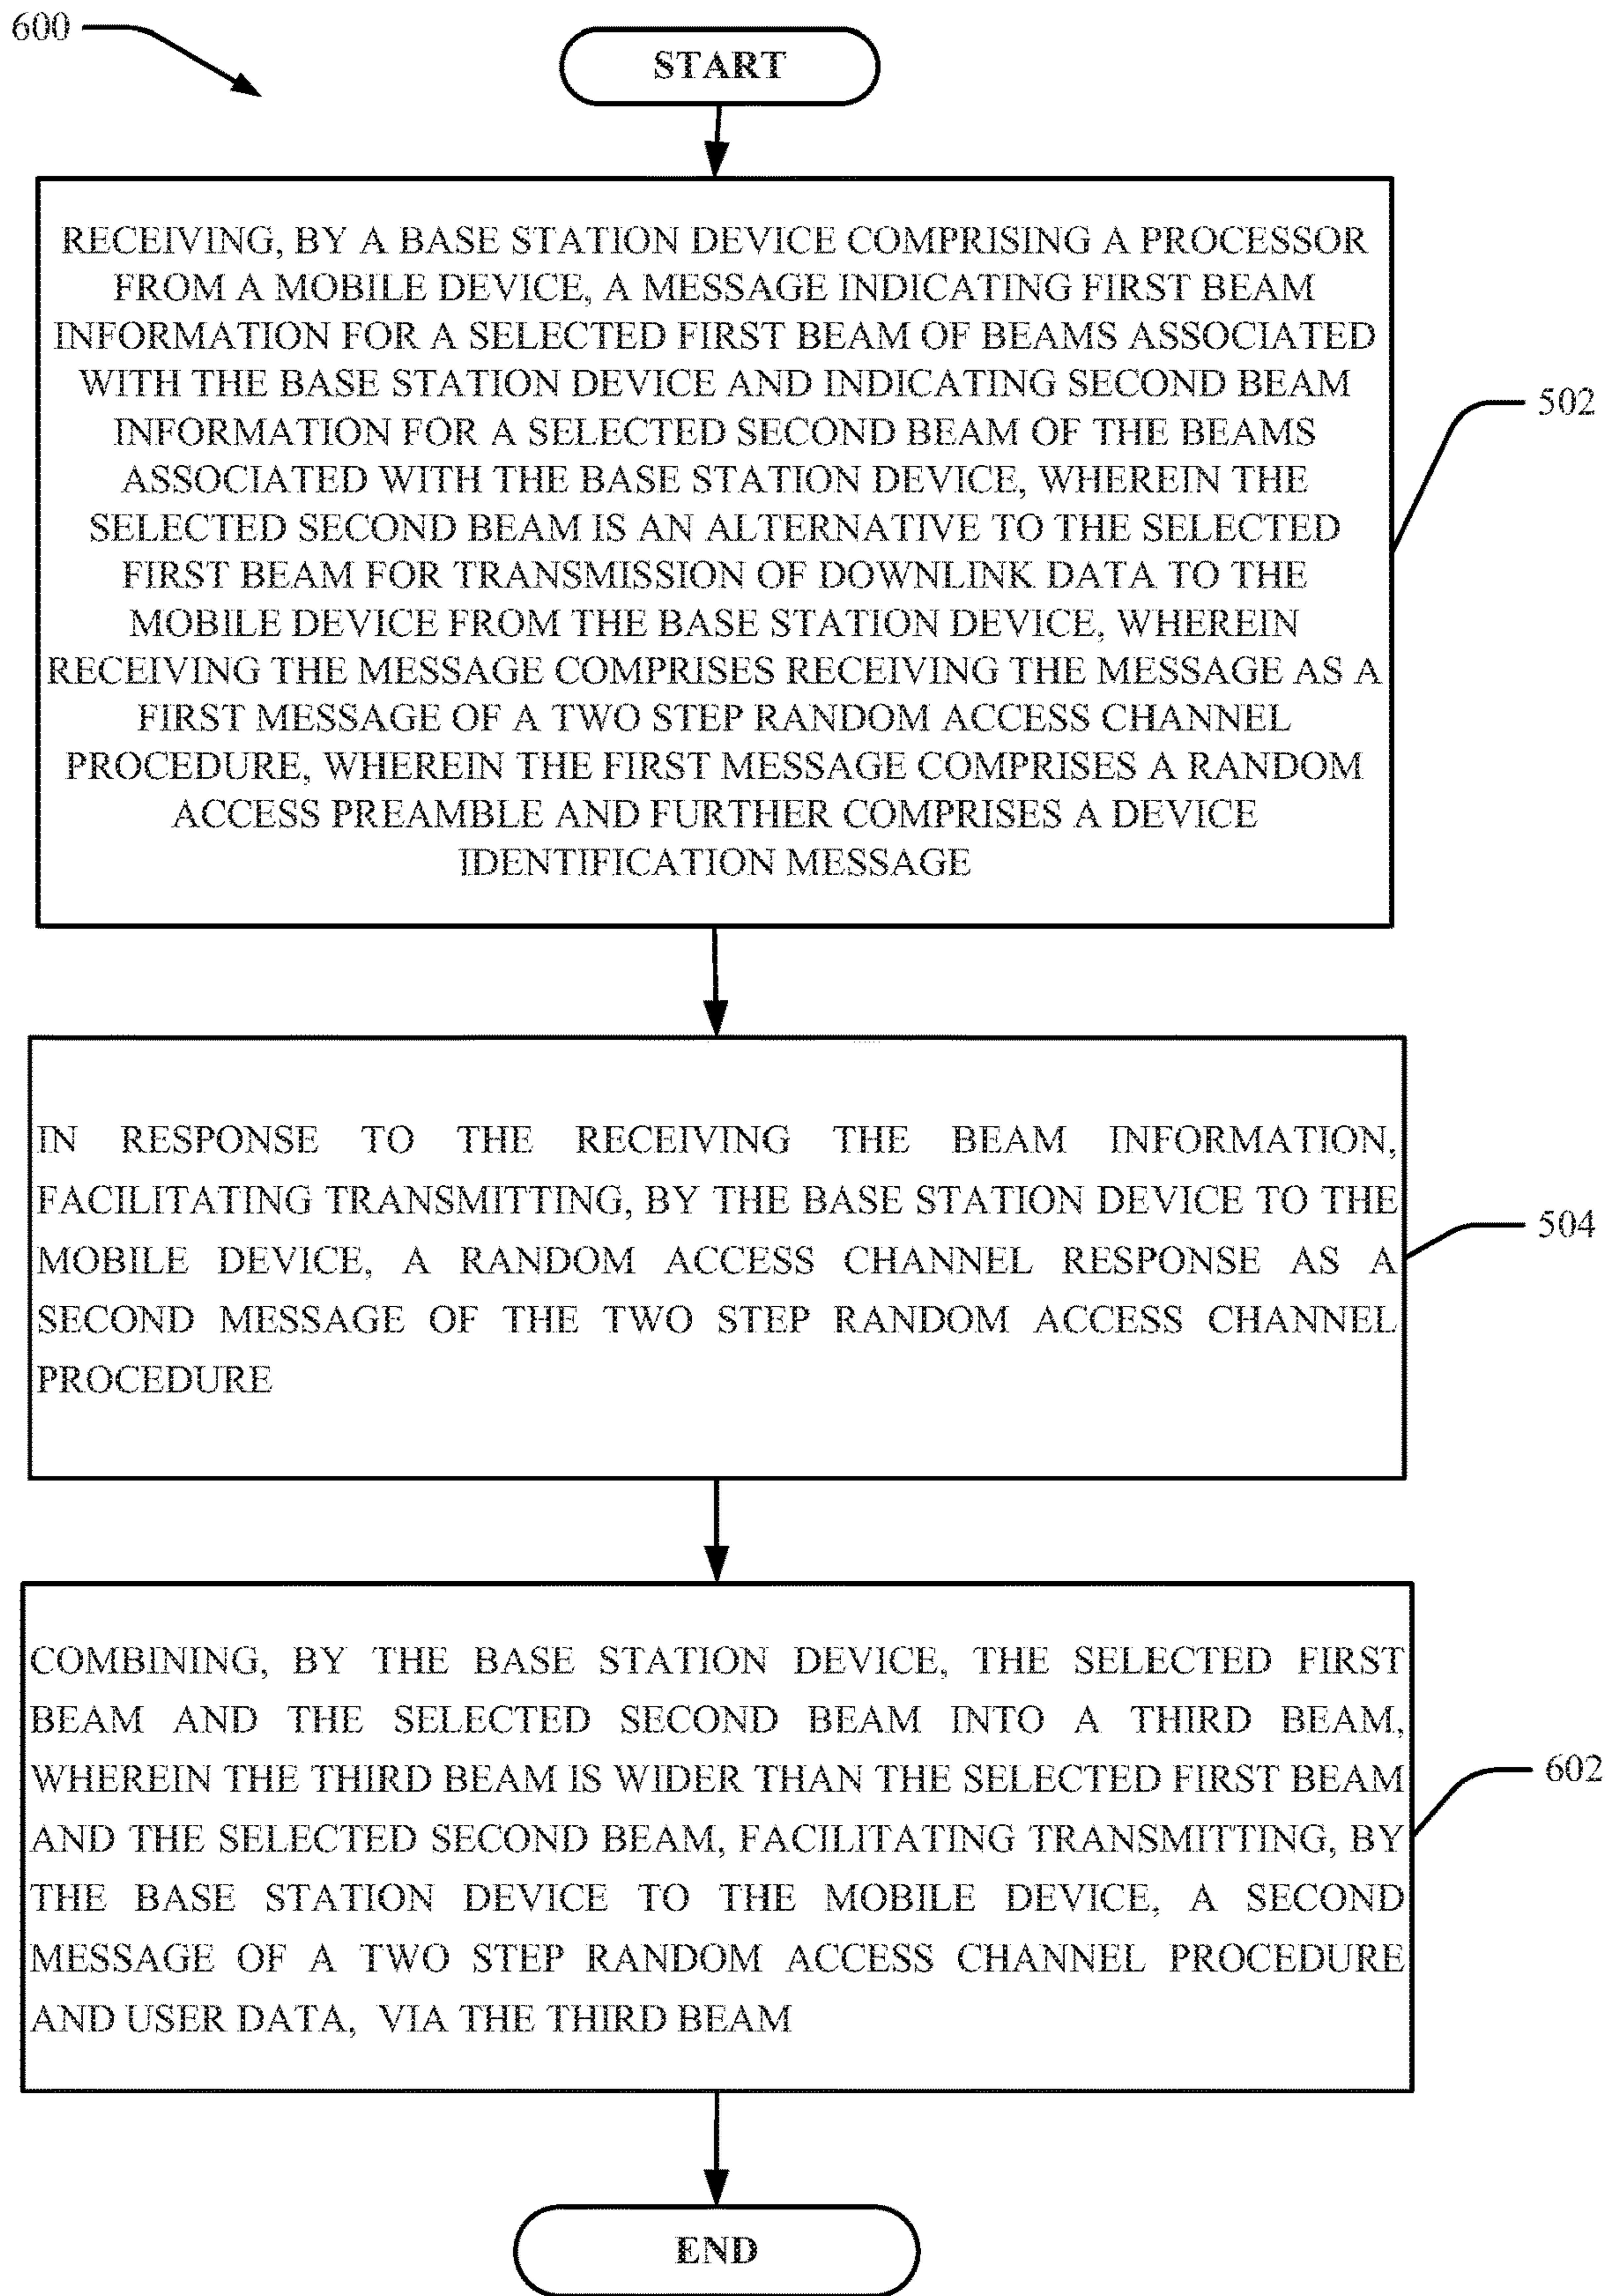 600
START
RECEIVING, BY A BASE STATION DEVICE COMPRISING A PROCESSOR
FROM A MOBILE DEVICE, A MESSAGE INDICATING FIRST BEAM
INFORMATION FOR A SELECTED FIRST BEAM OF BEAMS ASSOCIATED
WITH THE BASE STATION DEVICE AND INDICATING SECOND BEAM
INFORMATION FOR A SELECTED SECOND BEAM OF THE BEAMS
ASSOCIATED WITH THE BASE STATION DEVICE, WHEREIN THE
SELECTED SECOND BEAM IS AN ALTERNATIVE TO THE SELECTED
FIRST BEAM FOR TRANSMISSION OF DOWNLINK DATA TO THE
MOBILE DEVICE FROM THE BASE STATION DEVICE, WHEREIN
RECEIVING THE MESSAGE COMPRISES RECEIVING THE MESSAGE AS A
FIRST MESSAGE OF A TWO STEP RANDOM ACCESS CHANNEL
PROCEDURE, WHEREIN THE FIRST MESSAGE COMPRISES A RANDOM
ACCESS PREAMBLE AND FURTHER COMPRISES A DEVICE
IDENTIFICATION MESSAGE
502
IN RESPONSE TO THE RECEIVING THE BEAM INFORMATION,
FACILITATING TRANSMITTING, BY THE BASE STATION DEVICE TO THE
MOBILE DEVICE, A RANDOM ACCESS CHANNEL RESPONSE AS A
SECOND MESSAGE OF THE TWO STEP RANDOM ACCESS CHANNEL
PROCEDURE
504
COMBINING, BY THE BASE STATION DEVICE, THE SELECTED FIRST
BEAM AND THE SELECTED SECOND BEAM INTO A THIRD BEAM,
WHEREIN THE THIRD BEAM IS WIDER THAN THE SELECTED FIRST BEAM
AND THE SELECTED SECOND BEAM, FACILITATING TRANSMITTING, BY
THE BASE STATION DEVICE TO THE MOBILE DEVICE, A SECOND
MESSAGE OF A TWO STEP RANDOM ACCESS CHANNEL PROCEDURE
AND USER DATA, VIA THE THIRD BEAM
602
END